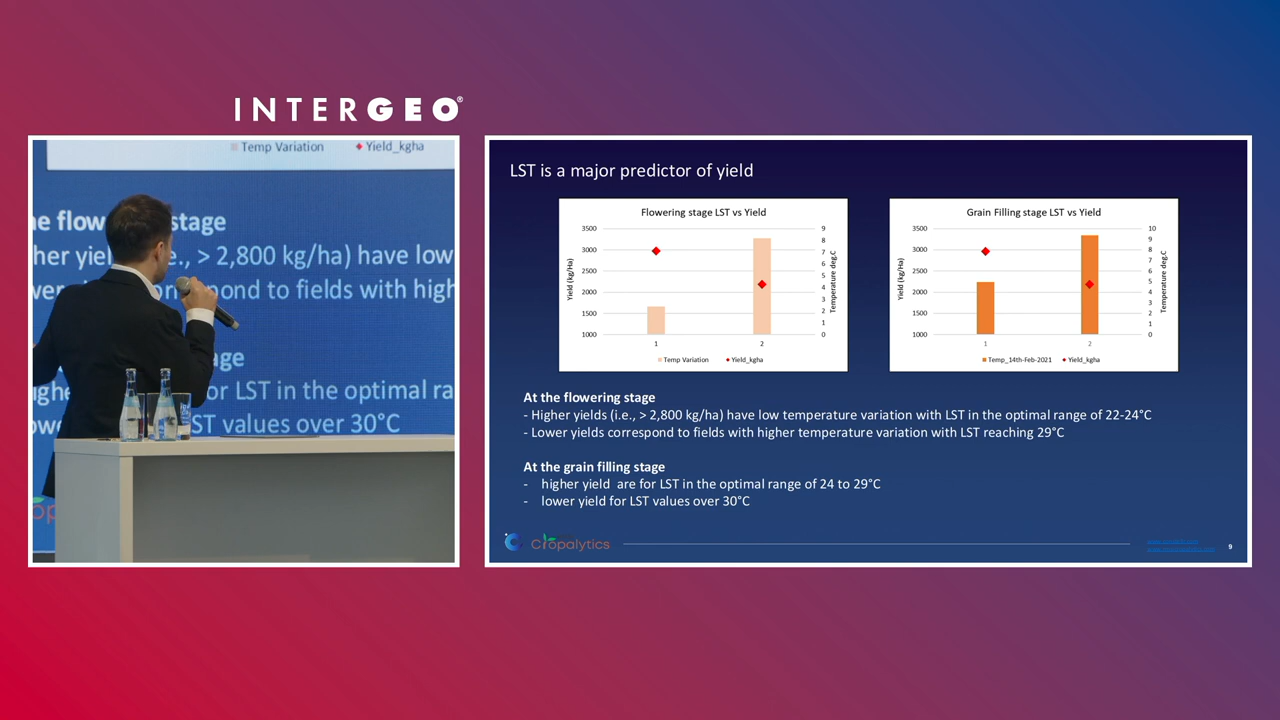 INTERGEO®
Temp Variation Yield_kgha
he flow stage
her yiel .e., > 2,800 kg/ha) have low
ond to fields with high
age
or LST in the optimal ra
ST values over 30°C
LST is a major predictor of yield
Flowering stage LST vs Yield
3500
3000
2500
2000
1500
1000
Yield (kg/Ha)
9
8
7
6
5
4
3
2
1
0
Temperature deg.C
1 2
Temp Variation Yield_kgha
Grain Filling stage LST vs Yield
3500
3000
2500
2000
1500
1000
Yield (kg/Ha)
10
9
8
7
6
5
4
3
2
1
0
Temperature deg.C
1 2
Temp_14th-Feb-2021 Yield_kgha
At the flowering stage
- Higher yields (i.e., > 2,800 kg/ha) have low temperature variation with LST in the optimal range of 22-24°C
- Lower yields correspond to fields with higher temperature variation with LST reaching 29°C
At the grain filling stage
- higher yield are for LST in the optimal range of 24 to 29°C
- lower yield for LST values over 30°C
Cropalytics
9